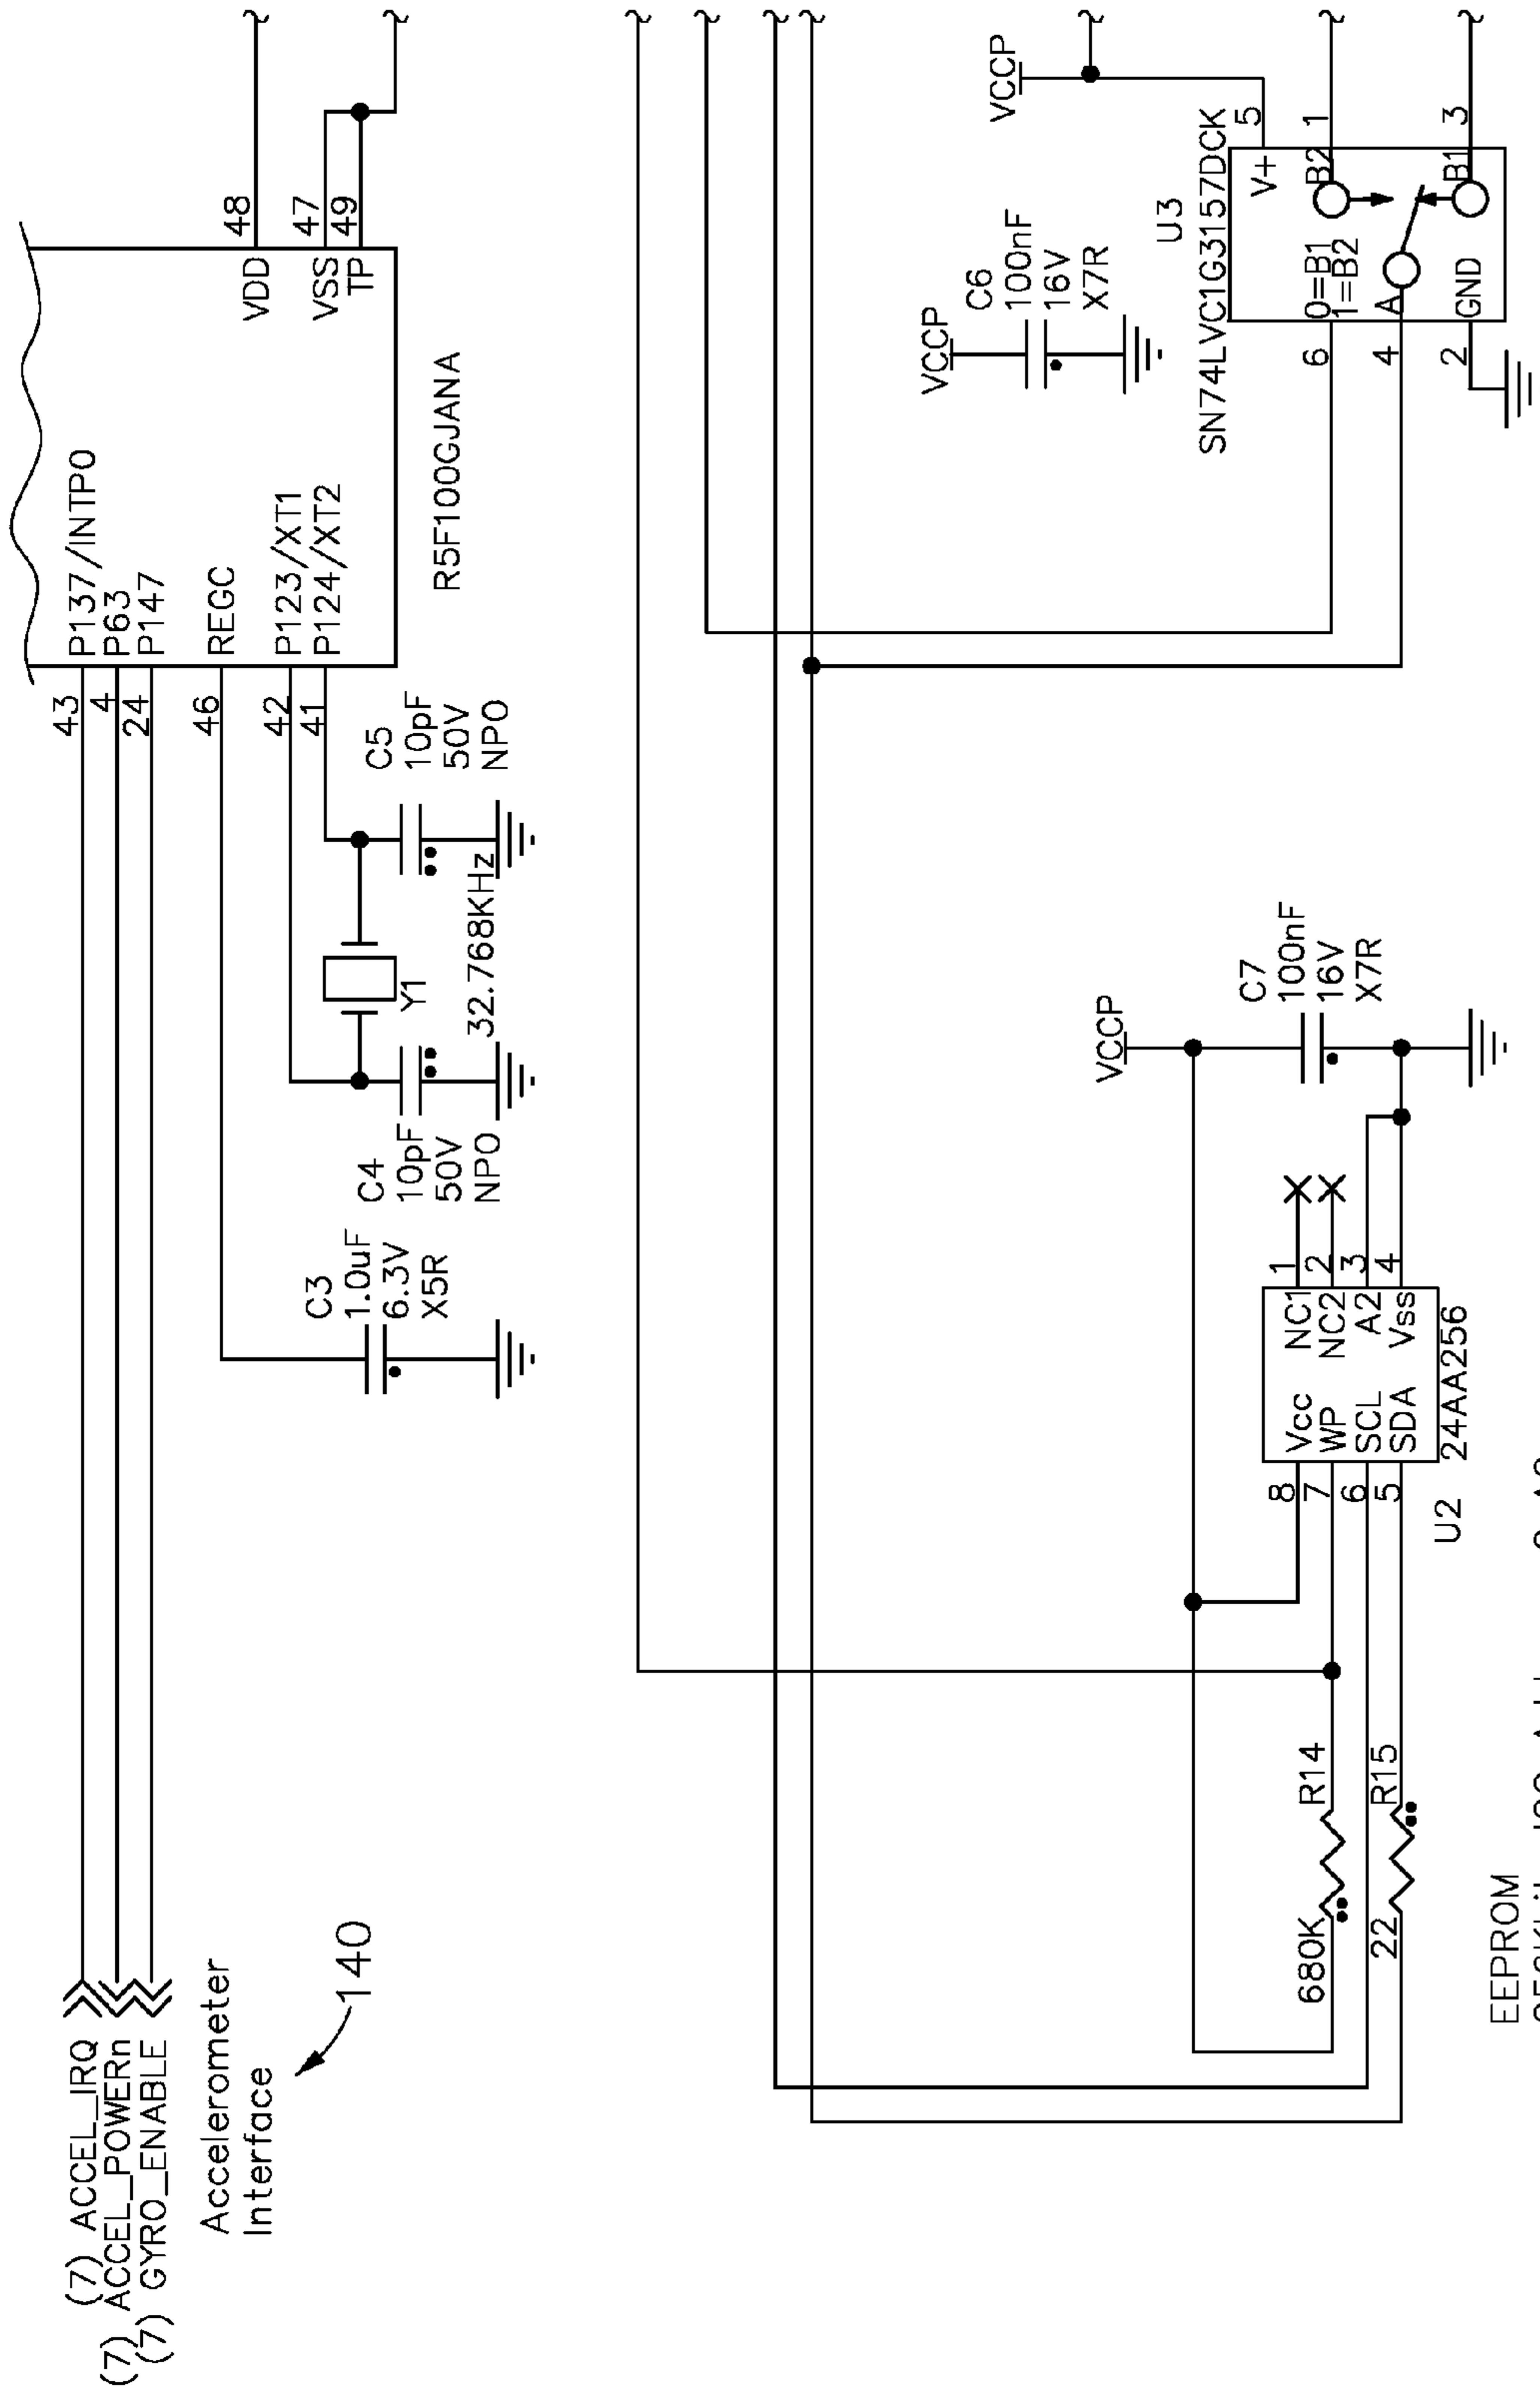 (7) ACCEL_IRQ
(7) ACCEL_POWERn
(7) GYRO_ENABLE
Accelerometer
Interface
140
43
4
24
46
42
41
P137/INTP0
P63
P147
REGC
P123/XT1
P124/XT2
VDD
VSS
TP
48
47
49
R5F100GJANA
C3
1.0uF
6.3V
X5R
C4
10pF
50V
NPO
Y1
32.768KHz
C5
10pF
50V
NPO
680K
R14
22
R15
8
7
6
5
Vcc
WP
SCL
SDA
NC1
NC2
A2
Vss
1
2
3
4
U2
24AA256
VCCP
C7
100nF
16V
X7R
VCCP
C6
100nF
16V
X7R
VCCP
U3
SN74LVC1G3157DCK
6
4
2
0=B1
1=B2
A
GND
V+
B2
B1
5
1
3
EEPROM